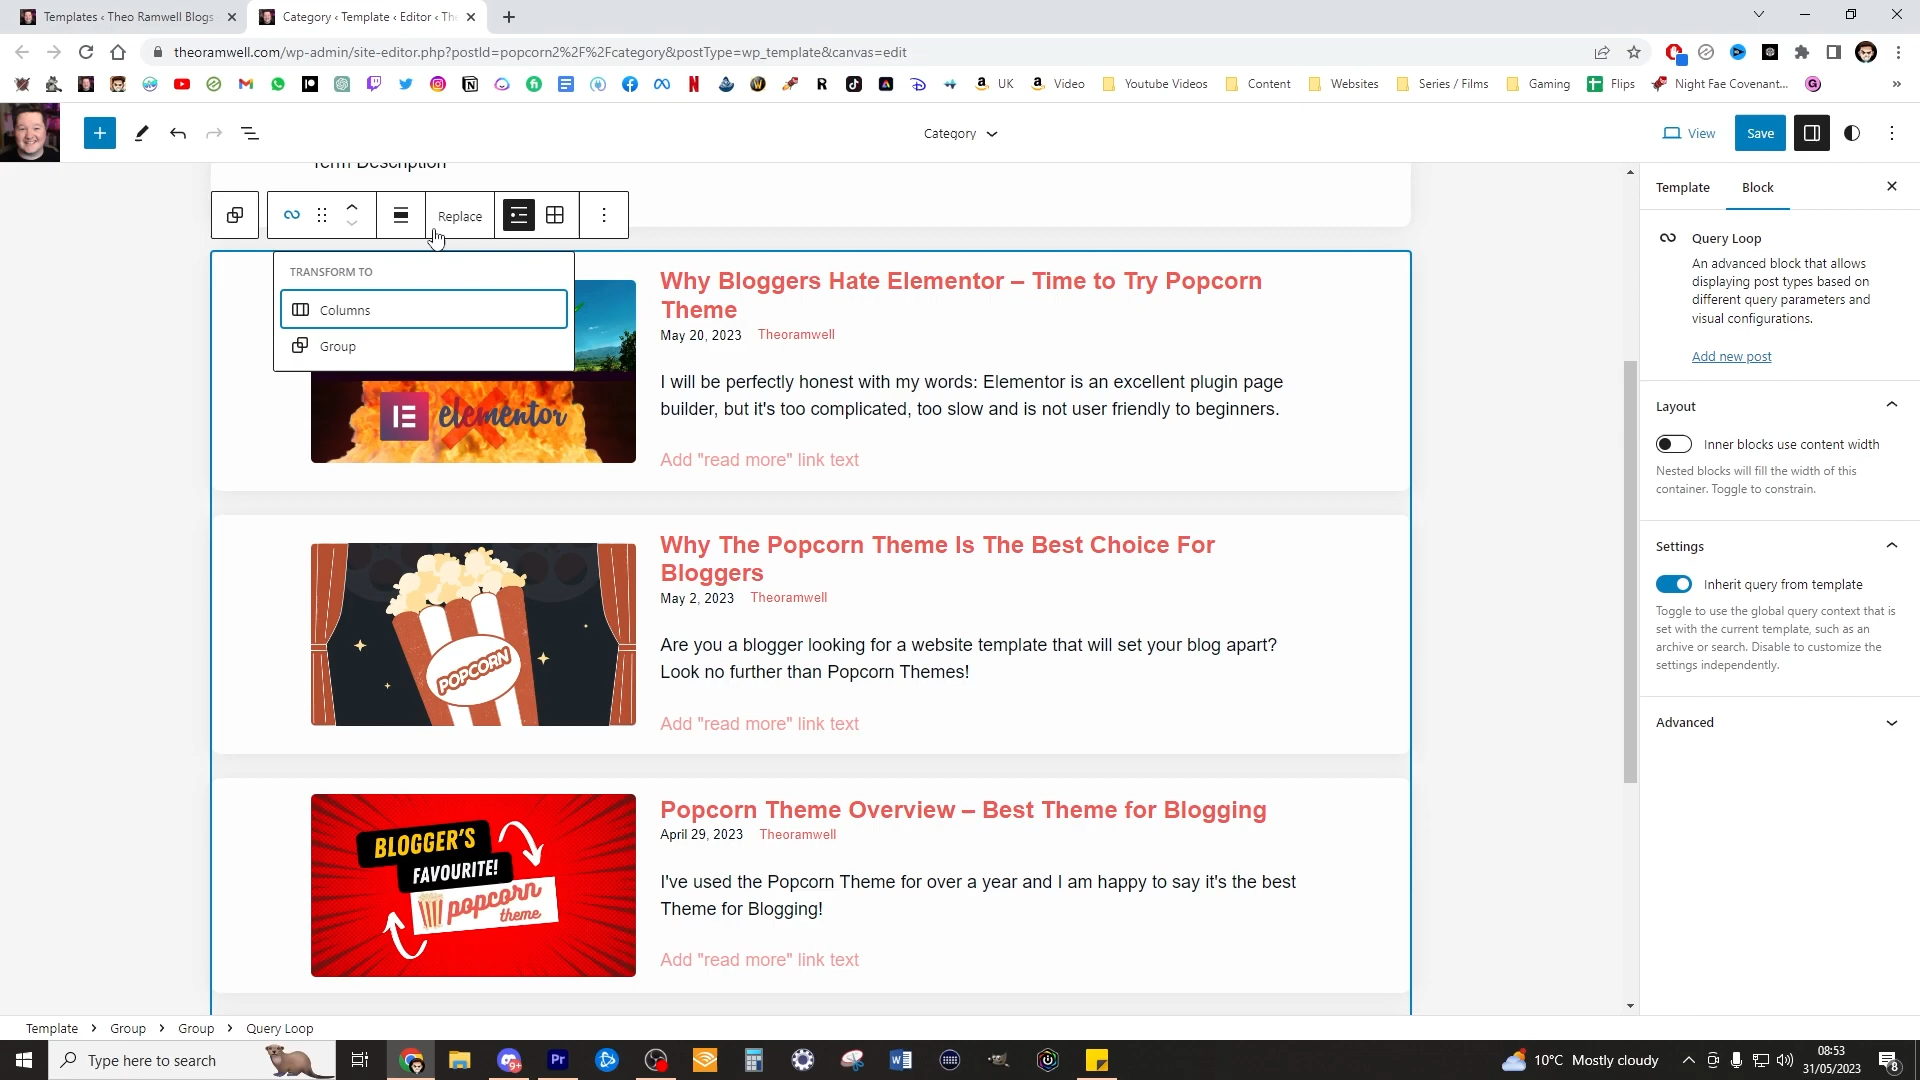 Templates ‹ Theo Ramwell Blogs
Category ‹ Template ‹ Editor ‹ The
theoramwell.com/wp-admin/site-editor.php?postId=popcorn2%2F%2Fcategory&postType=wp_template&canvas=edit
UK
Video
Youtube Videos
Content
Websites
Series / Films
Gaming
Flips
Night Fae Covenant...
»
Category
View
Save
Term Description
Replace
TRANSFORM TO
Columns
Group
Why Bloggers Hate Elementor – Time to Try Popcorn
Theme
May 20, 2023 Theoramwell
I will be perfectly honest with my words: Elementor is an excellent plugin page
builder, but it's too complicated, too slow and is not user friendly to beginners.
elementor
Add "read more" link text
Why The Popcorn Theme Is The Best Choice For
Bloggers
May 2, 2023 Theoramwell
Are you a blogger looking for a website template that will set your blog apart?
Look no further than Popcorn Themes!
POPCORN
Add "read more" link text
Popcorn Theme Overview – Best Theme for Blogging
April 29, 2023 Theoramwell
BLOGGER'S
FAVOURITE!
popcorn
theme
I've used the Popcorn Theme for over a year and I am happy to say it's the best
Theme for Blogging!
Add "read more" link text
Template
Block
Query Loop
An advanced block that allows
displaying post types based on
different query parameters and
visual configurations.
Add new post
Layout
Inner blocks use content width
Nested blocks will fill the width of this
container. Toggle to constrain.
Settings
Inherit query from template
Toggle to use the global query context that is
set with the current template, such as an
archive or search. Disable to customize the
settings independently.
Advanced
Template > Group > Group > Query Loop
Type here to search
10°C Mostly cloudy
08:53
31/05/2023
8